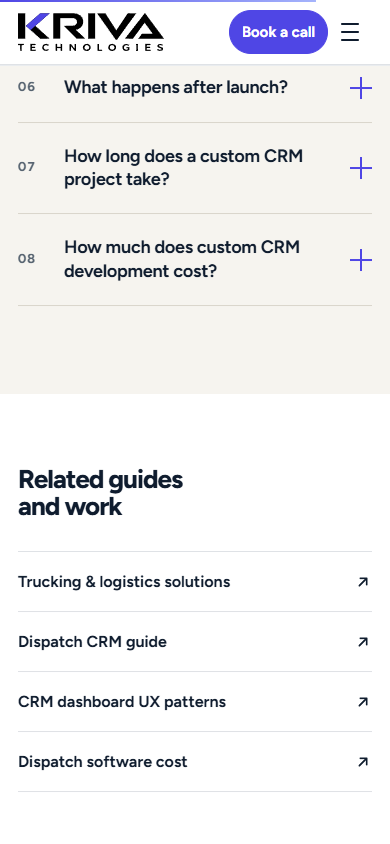 KRIVA
TECHNOLOGIES
Book a call
06 What happens after launch?
07 How long does a custom CRM
project take?
08 How much does custom CRM
development cost?
Related guides
and work
Trucking & logistics solutions
Dispatch CRM guide
CRM dashboard UX patterns
Dispatch software cost